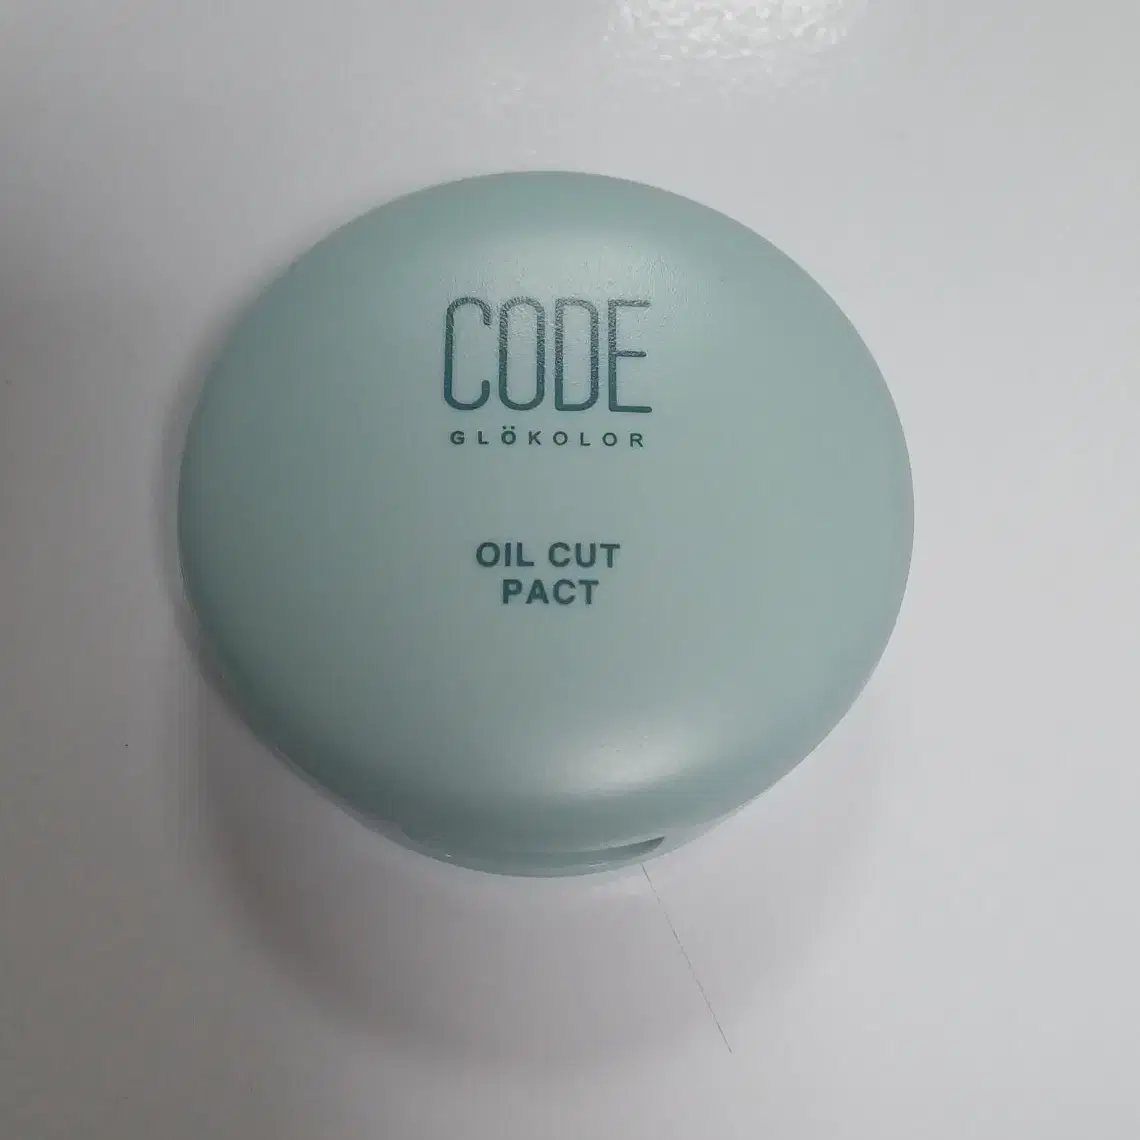 CODE
GLÖKOLOR
OIL CUT
PACT